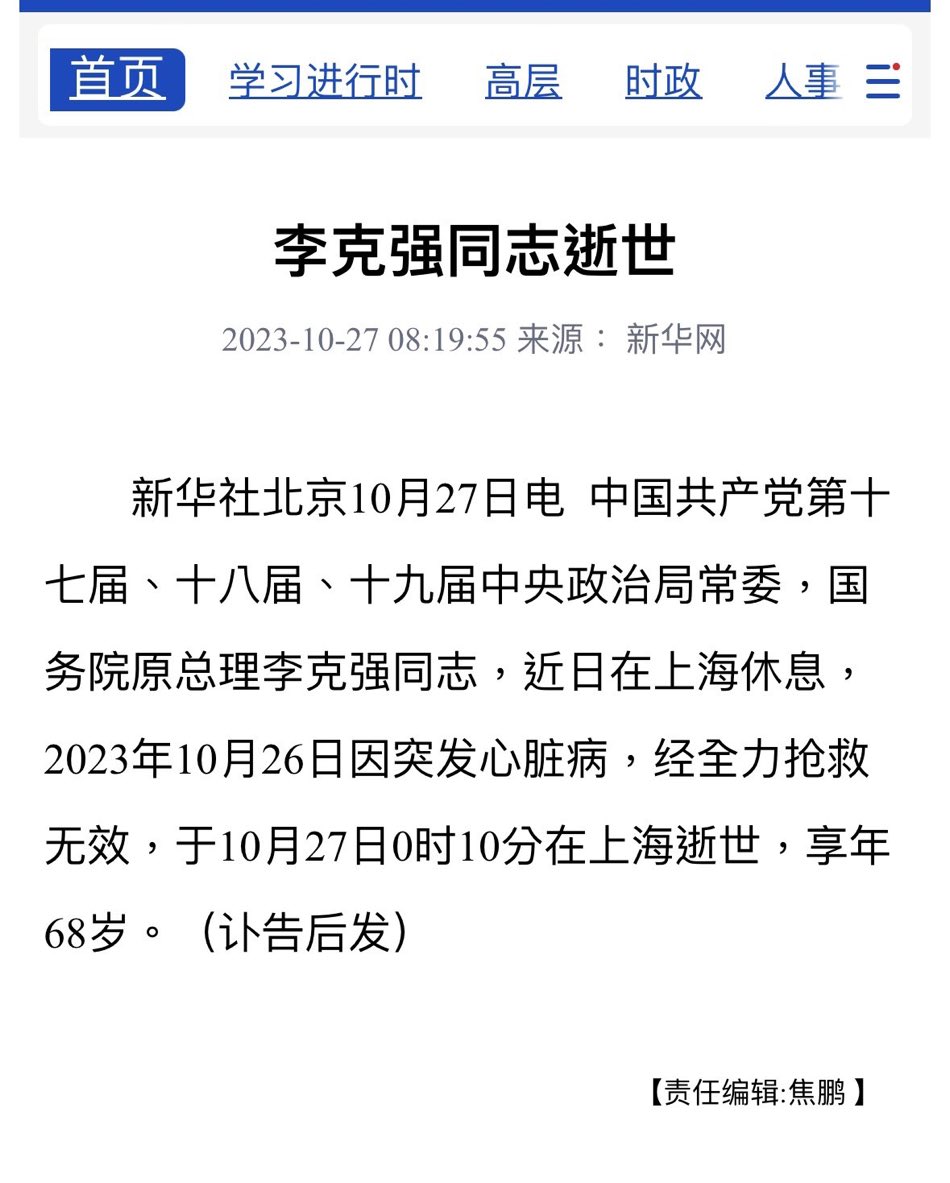 首页 学习进行时 高层 时政 人事
李克强同志逝世
2023-10-27 08:19:55 来源： 新华网
新华社北京10月27日电 中国共产党第十
七届、十八届、十九届中央政治局常委，国
务院原总理李克强同志，近日在上海休息，
2023年10月26日因突发心脏病，经全力抢救
无效，于10月27日0时10分在上海逝世，享年
68岁。（讣告后发）
【责任编辑:焦鹏 】